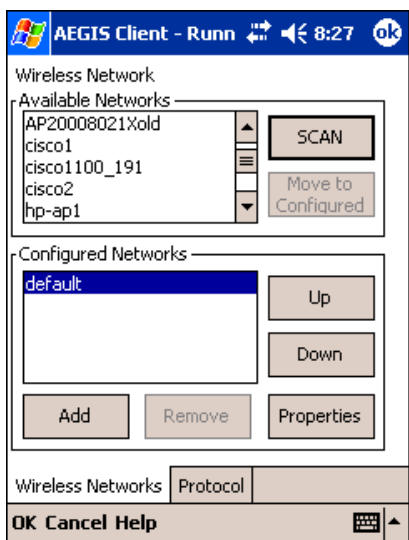 AEGIS Client - Runn 8:27 ok
Wireless Network
Available Networks
AP20008021Xold
cisco1
cisco1100_191
cisco2
hp-ap1
SCAN
Move to
Configured
Configured Networks
default
Up
Down
Add Remove Properties
Wireless Networks Protocol
OK Cancel Help